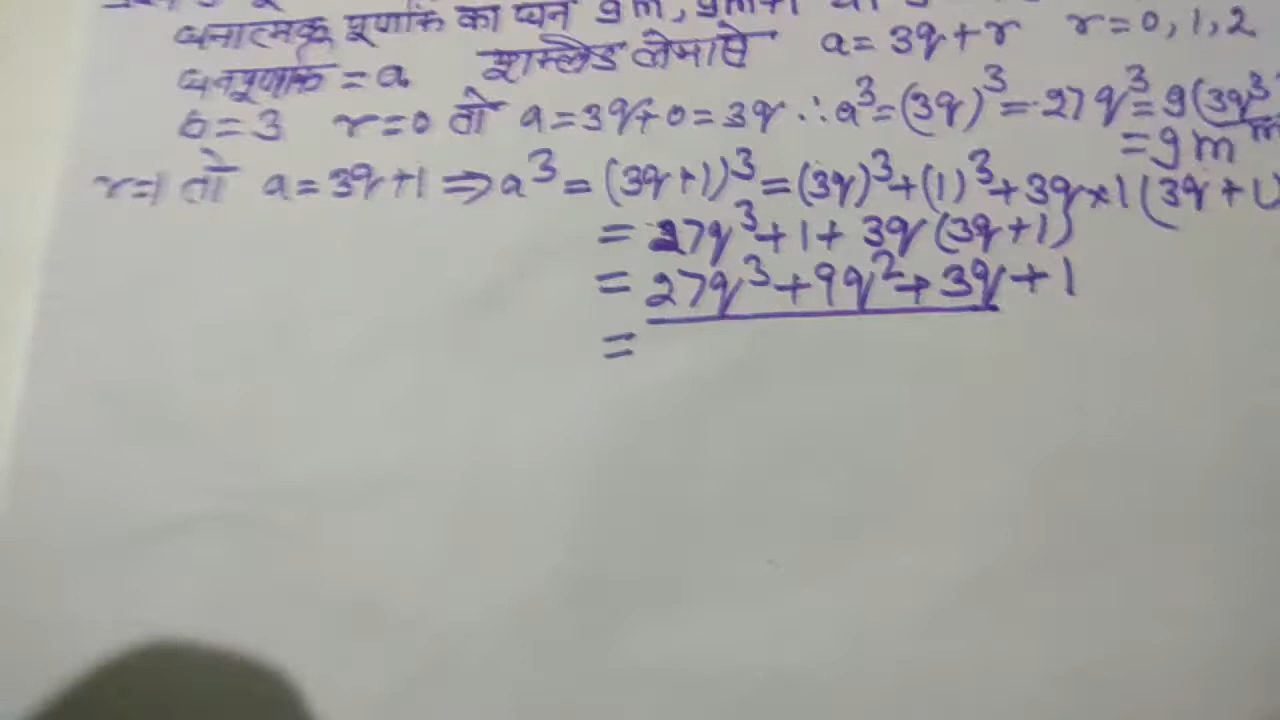 धनात्मक पूर्णांक का घन 9m, 9m+1
धनपूर्णांक = a लेमासे a = 3q + r r = 0, 1, 2
b = 3 r = 0 तो a = 3q + 0 = 3q ∴ a³ = (3q)³ = 27q³ = 9(3q³
= 9m
r=1 तो a = 3q + 1 ⇒ a³ = (3q + 1)³ = (3q)³ + (1)³ + 3q × 1 (3q + 1)
= 27q³ + 1 + 3q (3q + 1)
= 27q³ + 9q² + 3q + 1
=